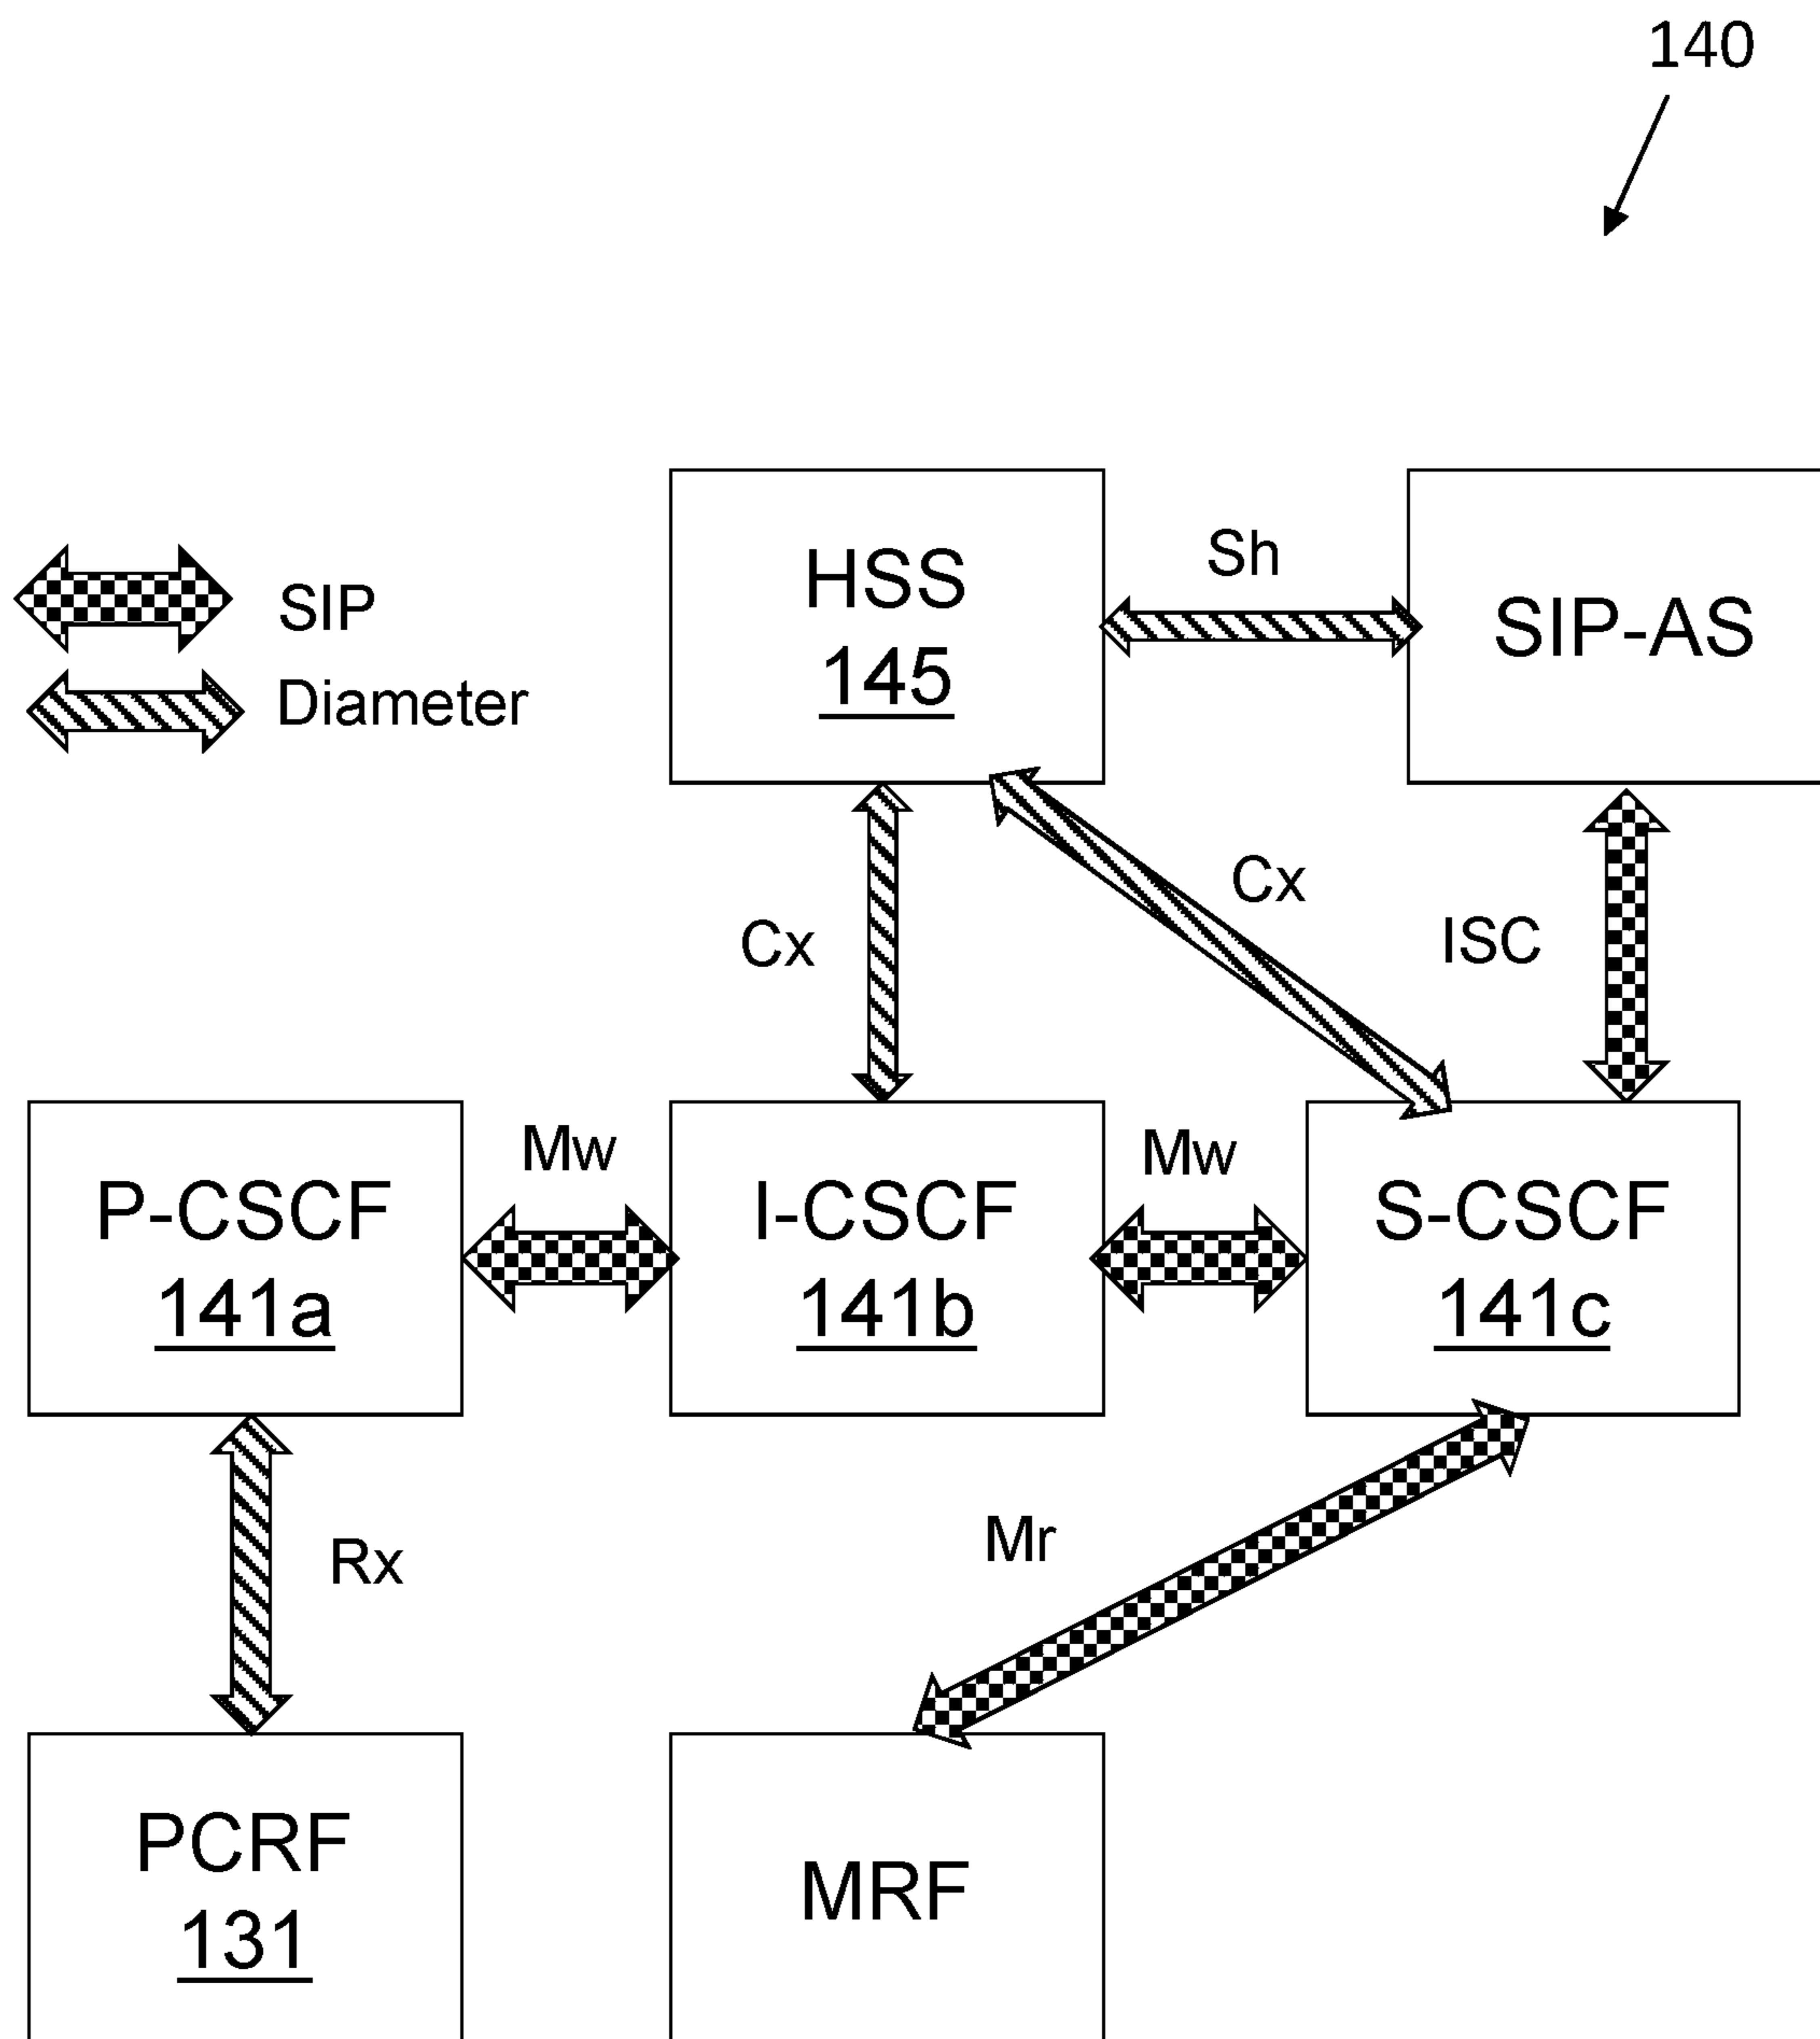 140
HSS
145
Sh
SIP-AS
SIP
Diameter
Cx
Cx
ISC
P-CSCF
141a
Mw
I-CSCF
141b
Mw
S-CSCF
141c
Rx
Mr
PCRF
131
MRF